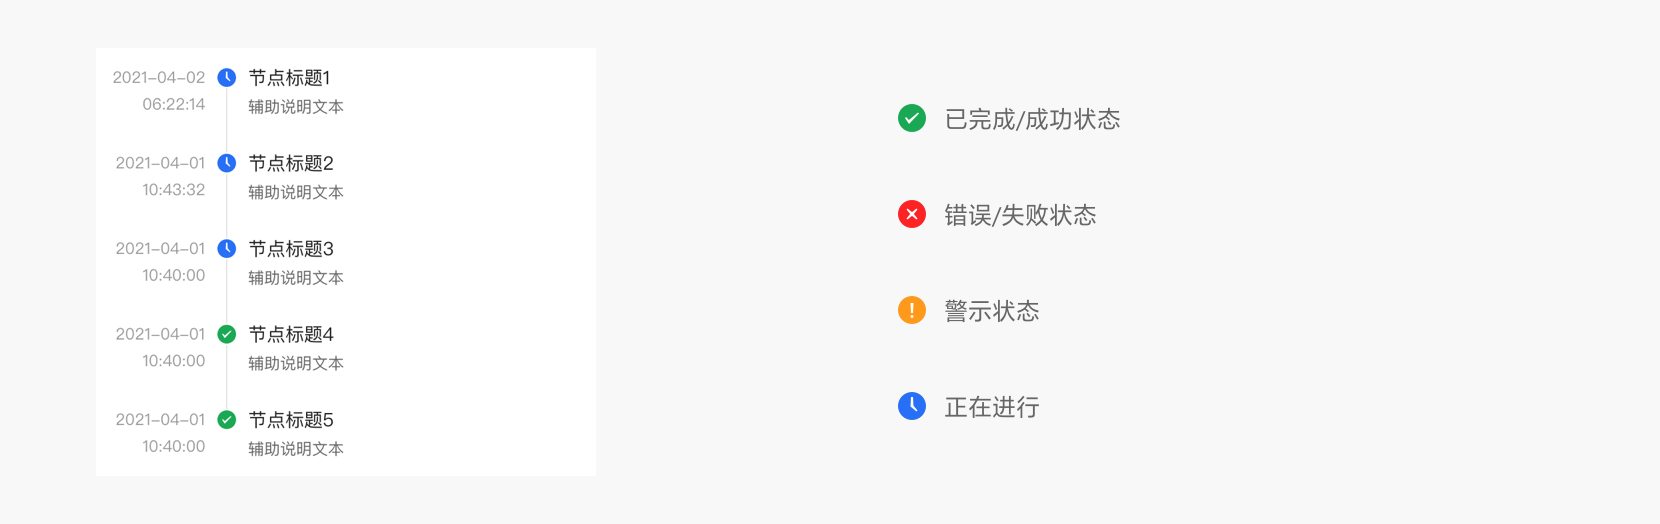 2021-04-02 节点标题1
06:22:14 辅助说明文本
2021-04-01 节点标题2
10:43:32 辅助说明文本
2021-04-01 节点标题3
10:40:00 辅助说明文本
2021-04-01 节点标题4
10:40:00 辅助说明文本
2021-04-01 节点标题5
10:40:00 辅助说明文本
已完成/成功状态
错误/失败状态
警示状态
正在进行